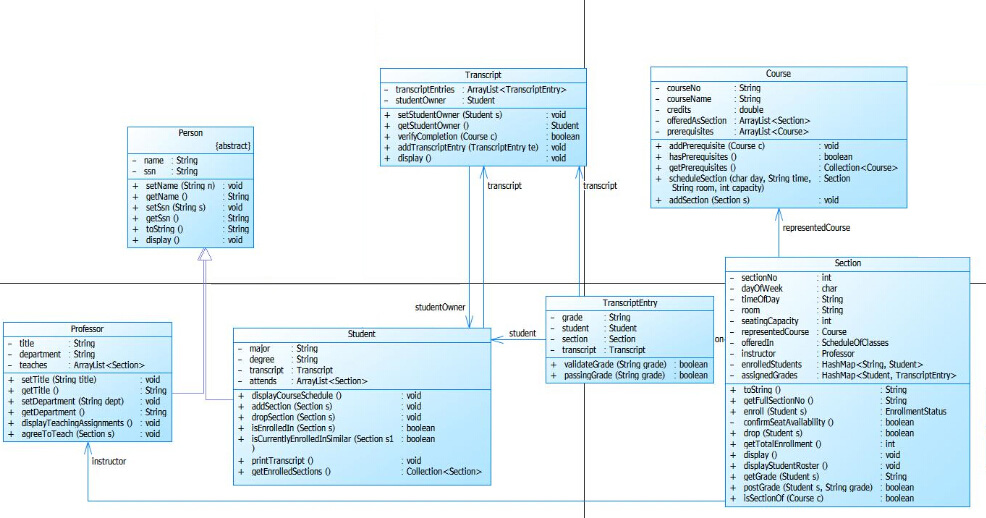 Transcript
- transcriptEntries : ArrayList<TranscriptEntry>
- studentOwner : Student
+ setStudentOwner (Student s) : void
+ getStudentOwner () : Student
+ verifyCompletion (Course c) : boolean
+ addTranscriptEntry (TranscriptEntry te) : void
+ display () : void
Course
- courseNo : String
- courseName : String
- credits : double
- offeredAsSection : ArrayList<Section>
- prerequisites : ArrayList<Course>
+ addPrerequisite (Course c) : void
+ hasPrerequisites () : boolean
+ getPrerequisites () : Collection<Course>
+ scheduleSection (char day, String time, : Section
String room, int capacity)
+ addSection (Section s) : void
Person
{abstract}
- name : String
- ssn : String
+ setName (String n) : void
+ getName () : String
+ setSsn (String s) : void
+ getSsn () : String
+ toString () : String
+ display () : void
transcript
transcript
representedCourse
studentOwner
student
on
instructor
Professor
- title : String
- department : String
- teaches : ArrayList<Section>
+ setTitle (String title) : void
+ getTitle () : String
+ setDepartment (String dept) : void
+ getDepartment () : String
+ displayTeachingAssignments () : void
+ agreeToTeach (Section s) : void
Student
- major : String
- degree : String
- transcript : Transcript
- attends : ArrayList<Section>
+ displayCourseSchedule () : void
+ addSection (Section s) : void
+ dropSection (Section s) : void
+ isEnrolledIn (Section s) : boolean
+ isCurrentlyEnrolledInSimilar (Section s1 : boolean
)
+ printTranscript () : void
+ getEnrolledSections () : Collection<Section>
TranscriptEntry
- grade : String
- student : Student
- section : Section
- transcript : Transcript
+ validateGrade (String grade) : boolean
+ passingGrade (String grade) : boolean
Section
- sectionNo : int
- dayOfWeek : char
- timeOfDay : String
- room : String
- seatingCapacity : int
- representedCourse : Course
- offeredIn : ScheduleOfClasses
- instructor : Professor
- enrolledStudents : HashMap<String, Student>
- assignedGrades : HashMap<Student, TranscriptEntry>
+ toString () : String
+ getFullSectionNo () : String
+ enroll (Student s) : EnrollmentStatus
- confirmSeatAvailability () : boolean
+ drop (Student s) : boolean
+ getTotalEnrollment () : int
+ display () : void
+ displayStudentRoster () : void
+ getGrade (Student s) : String
+ postGrade (Student s, String grade) : boolean
+ isSectionOf (Course c) : boolean